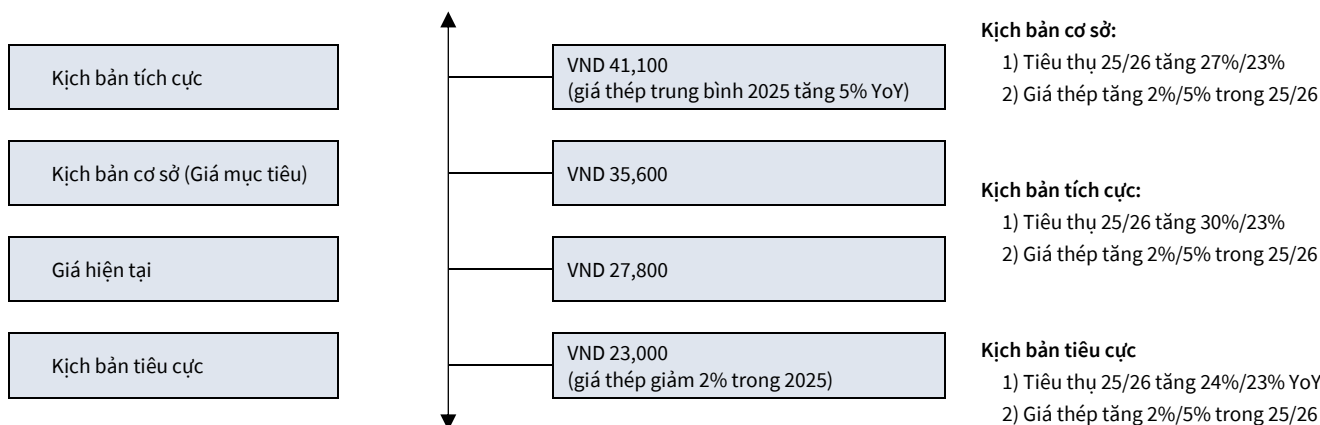 Kịch bản tích cực
VND 41,100
(giá thép trung bình 2025 tăng 5% YoY)
Kịch bản cơ sở (Giá mục tiêu)
VND 35,600
Giá hiện tại
VND 27,800
Kịch bản tiêu cực
VND 23,000
(giá thép giảm 2% trong 2025)
Kịch bản cơ sở:
1) Tiêu thụ 25/26 tăng 27%/23%
2) Giá thép tăng 2%/5% trong 25/26
Kịch bản tích cực:
1) Tiêu thụ 25/26 tăng 30%/23%
2) Giá thép tăng 2%/5% trong 25/26
Kịch bản tiêu cực
1) Tiêu thụ 25/26 tăng 24%/23% YoY
2) Giá thép tăng 2%/5% trong 25/26